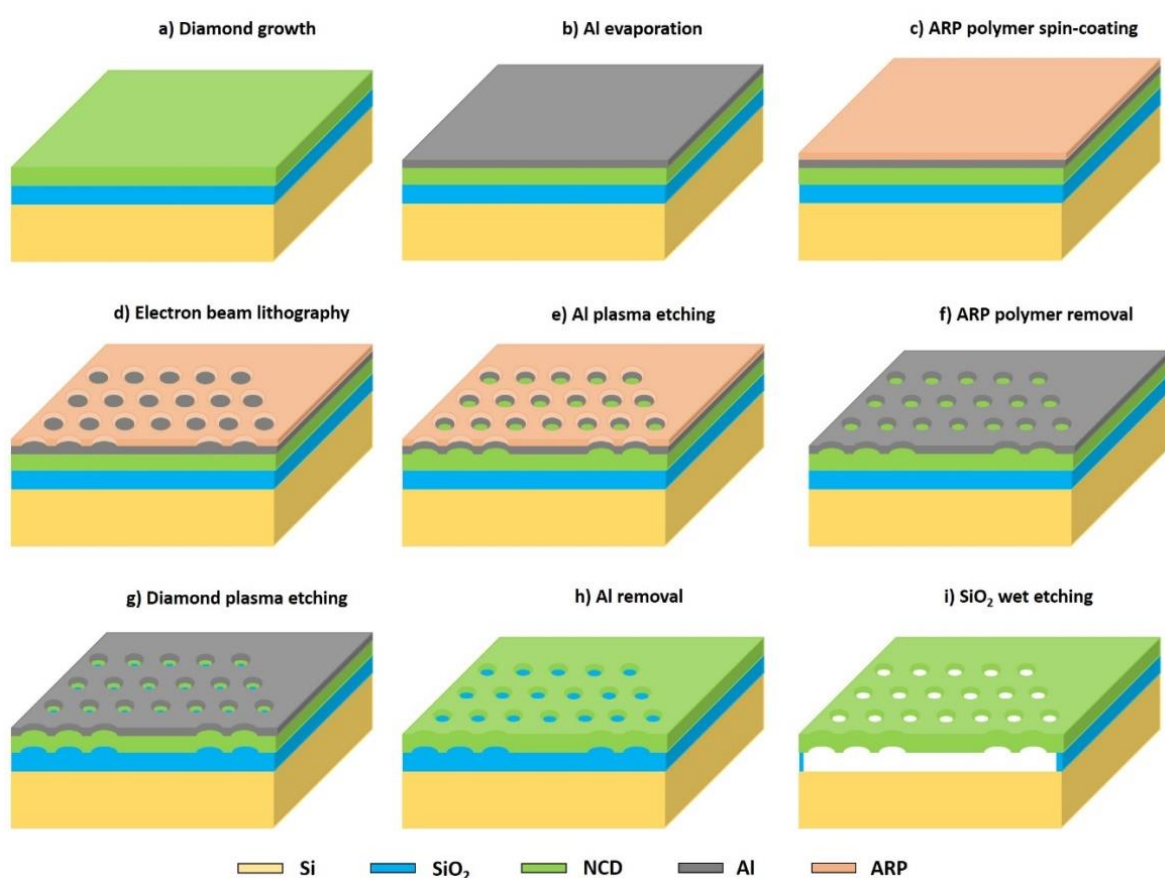 a) Diamond growth
b) Al evaporation
c) ARP polymer spin-coating
d) Electron beam lithography
e) Al plasma etching
f) ARP polymer removal
g) Diamond plasma etching
h) Al removal
i) SiO₂ wet etching
Si
SiO₂
NCD
Al
ARP